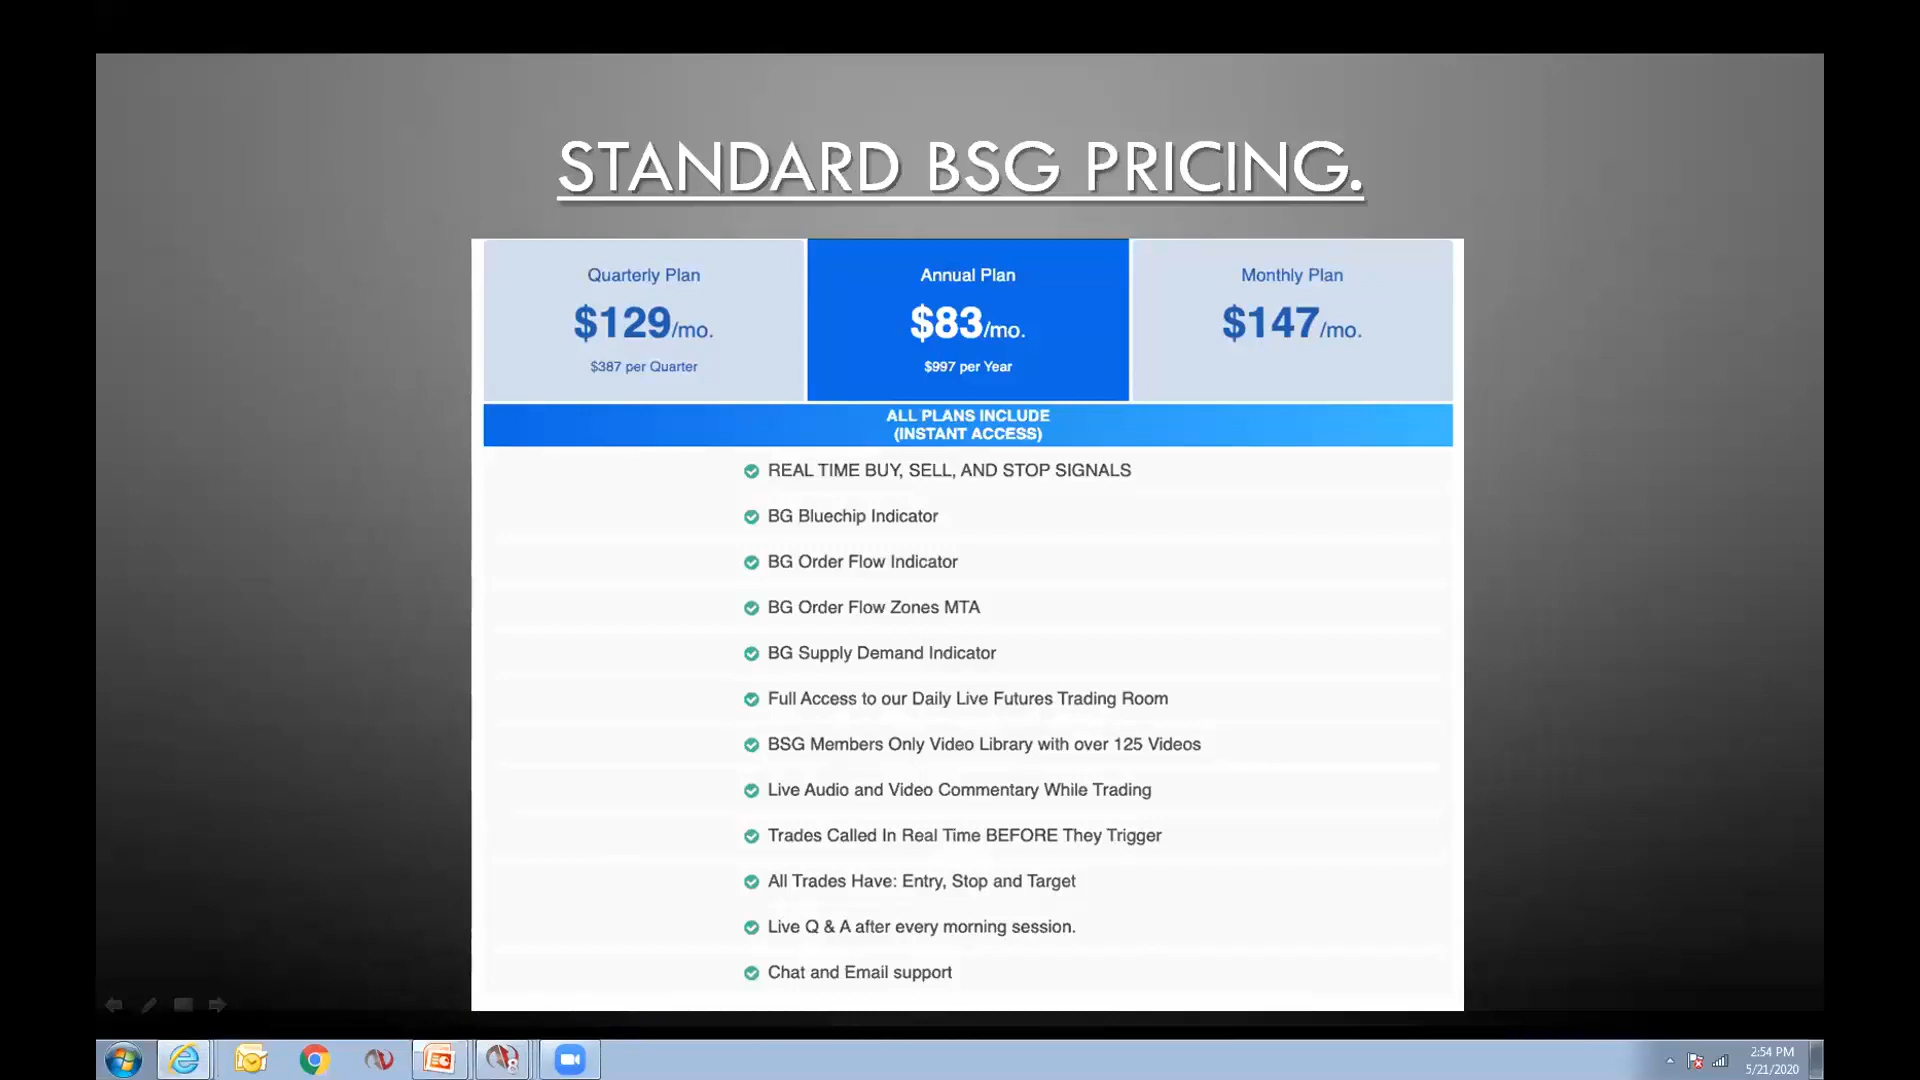 STANDARD BSG PRICING.
Quarterly Plan
$129/mo.
$387 per Quarter
Annual Plan
$83/mo.
$997 per Year
Monthly Plan
$147/mo.
ALL PLANS INCLUDE
(INSTANT ACCESS)
REAL TIME BUY, SELL, AND STOP SIGNALS
BG Bluechip Indicator
BG Order Flow Indicator
BG Order Flow Zones MTA
BG Supply Demand Indicator
Full Access to our Daily Live Futures Trading Room
BSG Members Only Video Library with over 125 Videos
Live Audio and Video Commentary While Trading
Trades Called In Real Time BEFORE They Trigger
All Trades Have: Entry, Stop and Target
Live Q & A after every morning session.
Chat and Email support
2:54 PM
5/21/2020